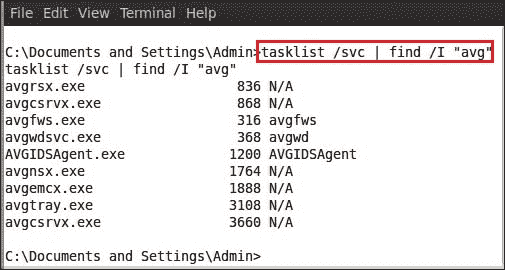 File Edit View Terminal Help
C:\Documents and Settings\Admin>tasklist /svc | find /I "avg"
tasklist /svc | find /I "avg"
avgrsx.exe 836 N/A
avgcsrvx.exe 868 N/A
avgfws.exe 316 avgfws
avgwdsvc.exe 368 avgwd
AVGIDSAgent.exe 1200 AVGIDSAgent
avgnsx.exe 1764 N/A
avgemcx.exe 1888 N/A
avgtray.exe 3108 N/A
avgcsrvx.exe 3660 N/A
C:\Documents and Settings\Admin>